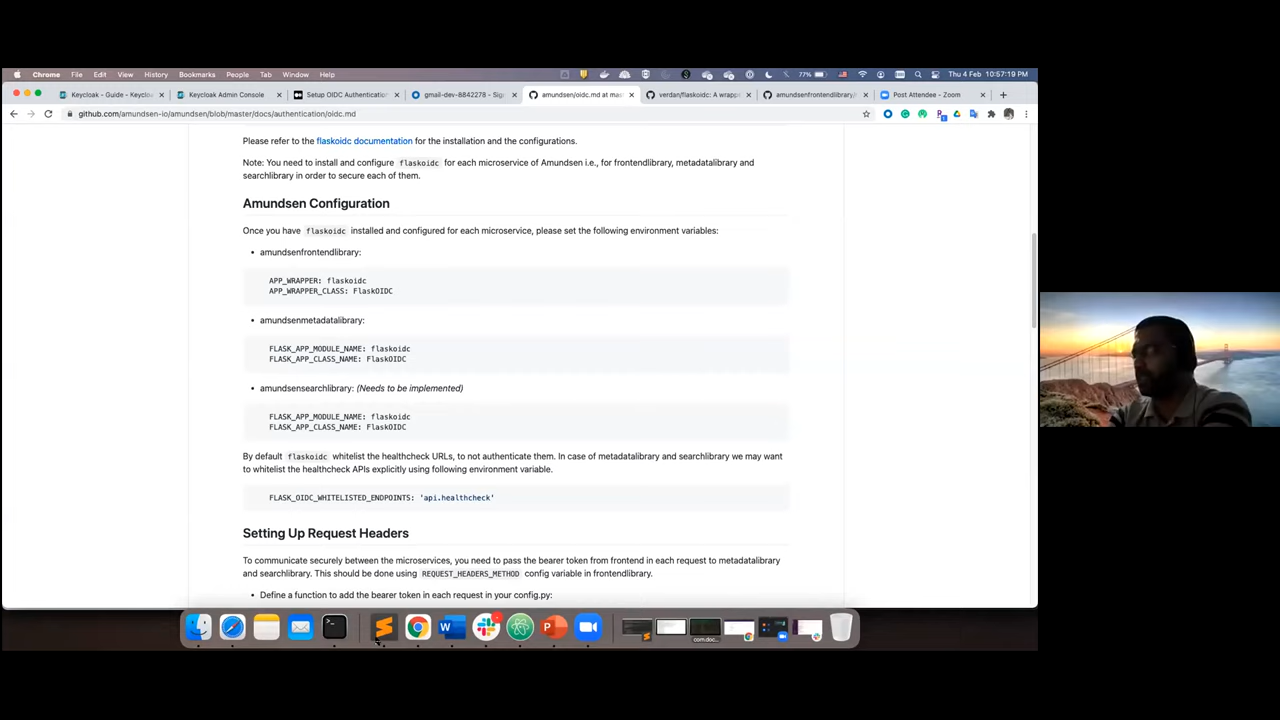 Chrome File Edit View History Bookmarks People Tab Window Help 77% Thu 4 Feb 10:57:19 PM
Keycloak - Guide - Keycloa Keycloak Admin Console Setup OIDC Authentication gmail-dev-8842278 - Sig amundsen/oidc.md at mas verdan/flaskoidc: A wrapp amundsenfrontendlibrary/ Post Attendee - Zoom
github.com/amundsen-io/amundsen/blob/master/docs/authentication/oidc.md
Please refer to the flaskoidc documentation for the installation and the configurations.
Note: You need to install and configure flaskoidc for each microservice of Amundsen i.e., for frontendlibrary, metadatalibrary and
searchlibrary in order to secure each of them.
Amundsen Configuration
Once you have flaskoidc installed and configured for each microservice, please set the following environment variables:
• amundsenfrontendlibrary:
APP_WRAPPER: flaskoidc
APP_WRAPPER_CLASS: FlaskOIDC
• amundsenmetadatalibrary:
FLASK_APP_MODULE_NAME: flaskoidc
FLASK_APP_CLASS_NAME: FlaskOIDC
• amundsensearchlibrary: (Needs to be implemented)
FLASK_APP_MODULE_NAME: flaskoidc
FLASK_APP_CLASS_NAME: FlaskOIDC
By default flaskoidc whitelist the healthcheck URLs, to not authenticate them. In case of metadatalibrary and searchlibrary we may want
to whitelist the healthcheck APIs explicitly using following environment variable.
FLASK_OIDC_WHITELISTED_ENDPOINTS: 'api.healthcheck'
Setting Up Request Headers
To communicate securely between the microservices, you need to pass the bearer token from frontend in each request to metadatalibrary
and searchlibrary. This should be done using REQUEST_HEADERS_METHOD config variable in frontendlibrary.
• Define a function to add the bearer token in each request in your config.py: